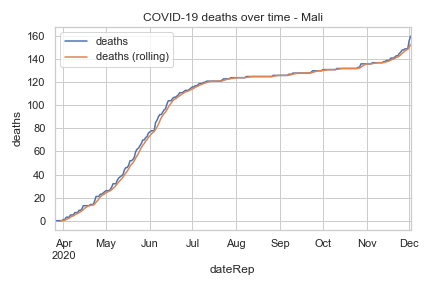 COVID-19 deaths over time - Mali
deaths
deaths (rolling)
160
140
120
100
80
60
40
20
0
deaths
Apr
2020
May
Jun
Jul
Aug
Sep
Oct
Nov
Dec
dateRep